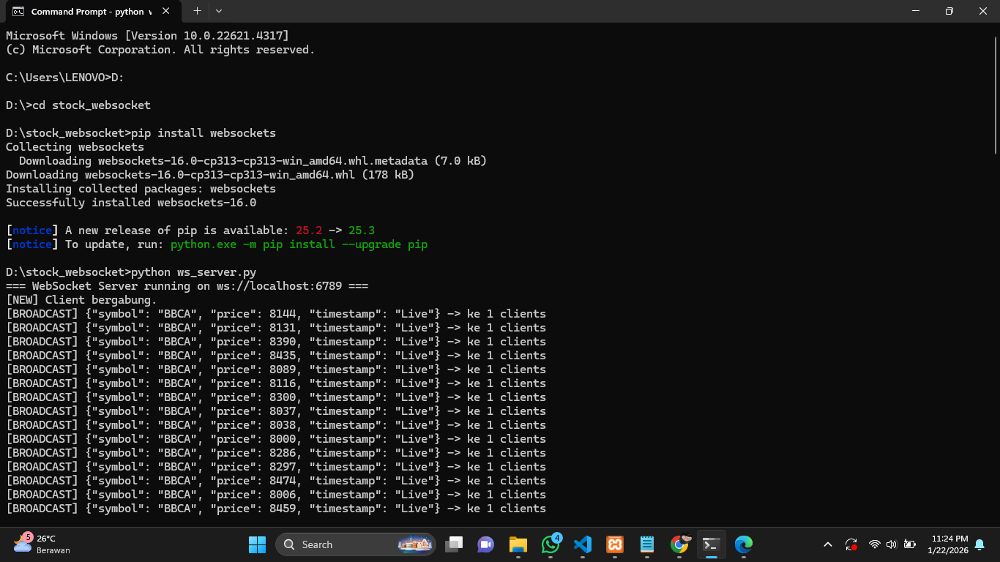 Command Prompt - python
Microsoft Windows [Version 10.0.22621.4317]
(c) Microsoft Corporation. All rights reserved.
C:\Users\LENOVO>D:
D:\>cd stock_websocket
D:\stock_websocket>pip install websockets
Collecting websockets
  Downloading websockets-16.0-cp313-cp313-win_amd64.whl.metadata (7.0 kB)
Downloading websockets-16.0-cp313-cp313-win_amd64.whl (178 kB)
Installing collected packages: websockets
Successfully installed websockets-16.0
[notice] A new release of pip is available: 25.2 -> 25.3
[notice] To update, run: python.exe -m pip install --upgrade pip
D:\stock_websocket>python ws_server.py
=== WebSocket Server running on ws://localhost:6789 ===
[NEW] Client bergabung.
[BROADCAST] {"symbol": "BBCA", "price": 8144, "timestamp": "Live"} -> ke 1 clients
[BROADCAST] {"symbol": "BBCA", "price": 8131, "timestamp": "Live"} -> ke 1 clients
[BROADCAST] {"symbol": "BBCA", "price": 8390, "timestamp": "Live"} -> ke 1 clients
[BROADCAST] {"symbol": "BBCA", "price": 8435, "timestamp": "Live"} -> ke 1 clients
[BROADCAST] {"symbol": "BBCA", "price": 8089, "timestamp": "Live"} -> ke 1 clients
[BROADCAST] {"symbol": "BBCA", "price": 8116, "timestamp": "Live"} -> ke 1 clients
[BROADCAST] {"symbol": "BBCA", "price": 8300, "timestamp": "Live"} -> ke 1 clients
[BROADCAST] {"symbol": "BBCA", "price": 8037, "timestamp": "Live"} -> ke 1 clients
[BROADCAST] {"symbol": "BBCA", "price": 8038, "timestamp": "Live"} -> ke 1 clients
[BROADCAST] {"symbol": "BBCA", "price": 8000, "timestamp": "Live"} -> ke 1 clients
[BROADCAST] {"symbol": "BBCA", "price": 8286, "timestamp": "Live"} -> ke 1 clients
[BROADCAST] {"symbol": "BBCA", "price": 8297, "timestamp": "Live"} -> ke 1 clients
[BROADCAST] {"symbol": "BBCA", "price": 8474, "timestamp": "Live"} -> ke 1 clients
[BROADCAST] {"symbol": "BBCA", "price": 8006, "timestamp": "Live"} -> ke 1 clients
[BROADCAST] {"symbol": "BBCA", "price": 8459, "timestamp": "Live"} -> ke 1 clients
5
26°C
Berawan
Search
4
11:24 PM
1/22/2026